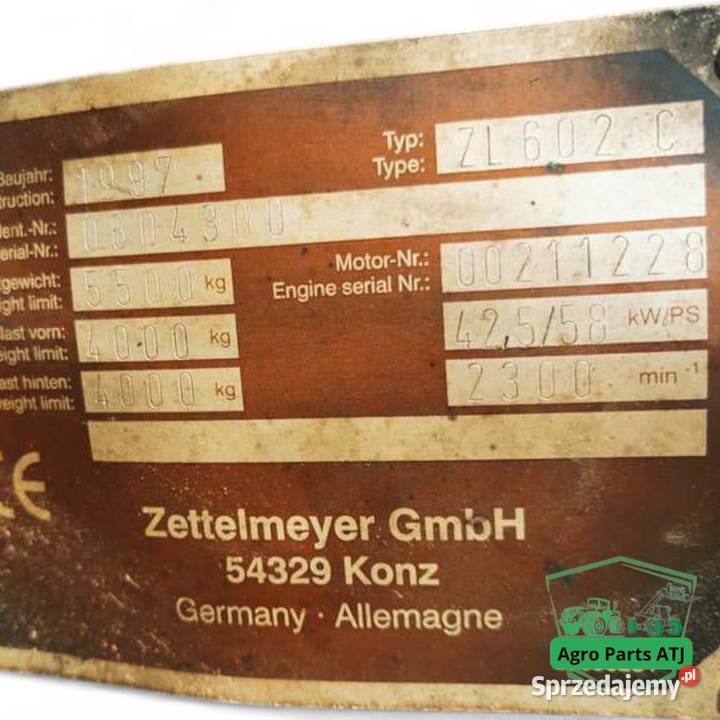 Baujahr:
truction:
1997
Typ:
Type:
ZL 602 C
dent.-Nr.:
erial-Nr.:
0304300
gewicht:
ight limit:
5500 kg
Motor-Nr.:
Engine serial Nr.:
00211228
last vorn:
eight limit:
4000 kg
42,5/58 kW/PS
ast hinten:
weight limit:
4000 kg
2300 min⁻¹
CE
Zettelmeyer GmbH
54329 Konz
Germany · Allemagne
Agro Parts ATJ
Sprzedajemy.pl